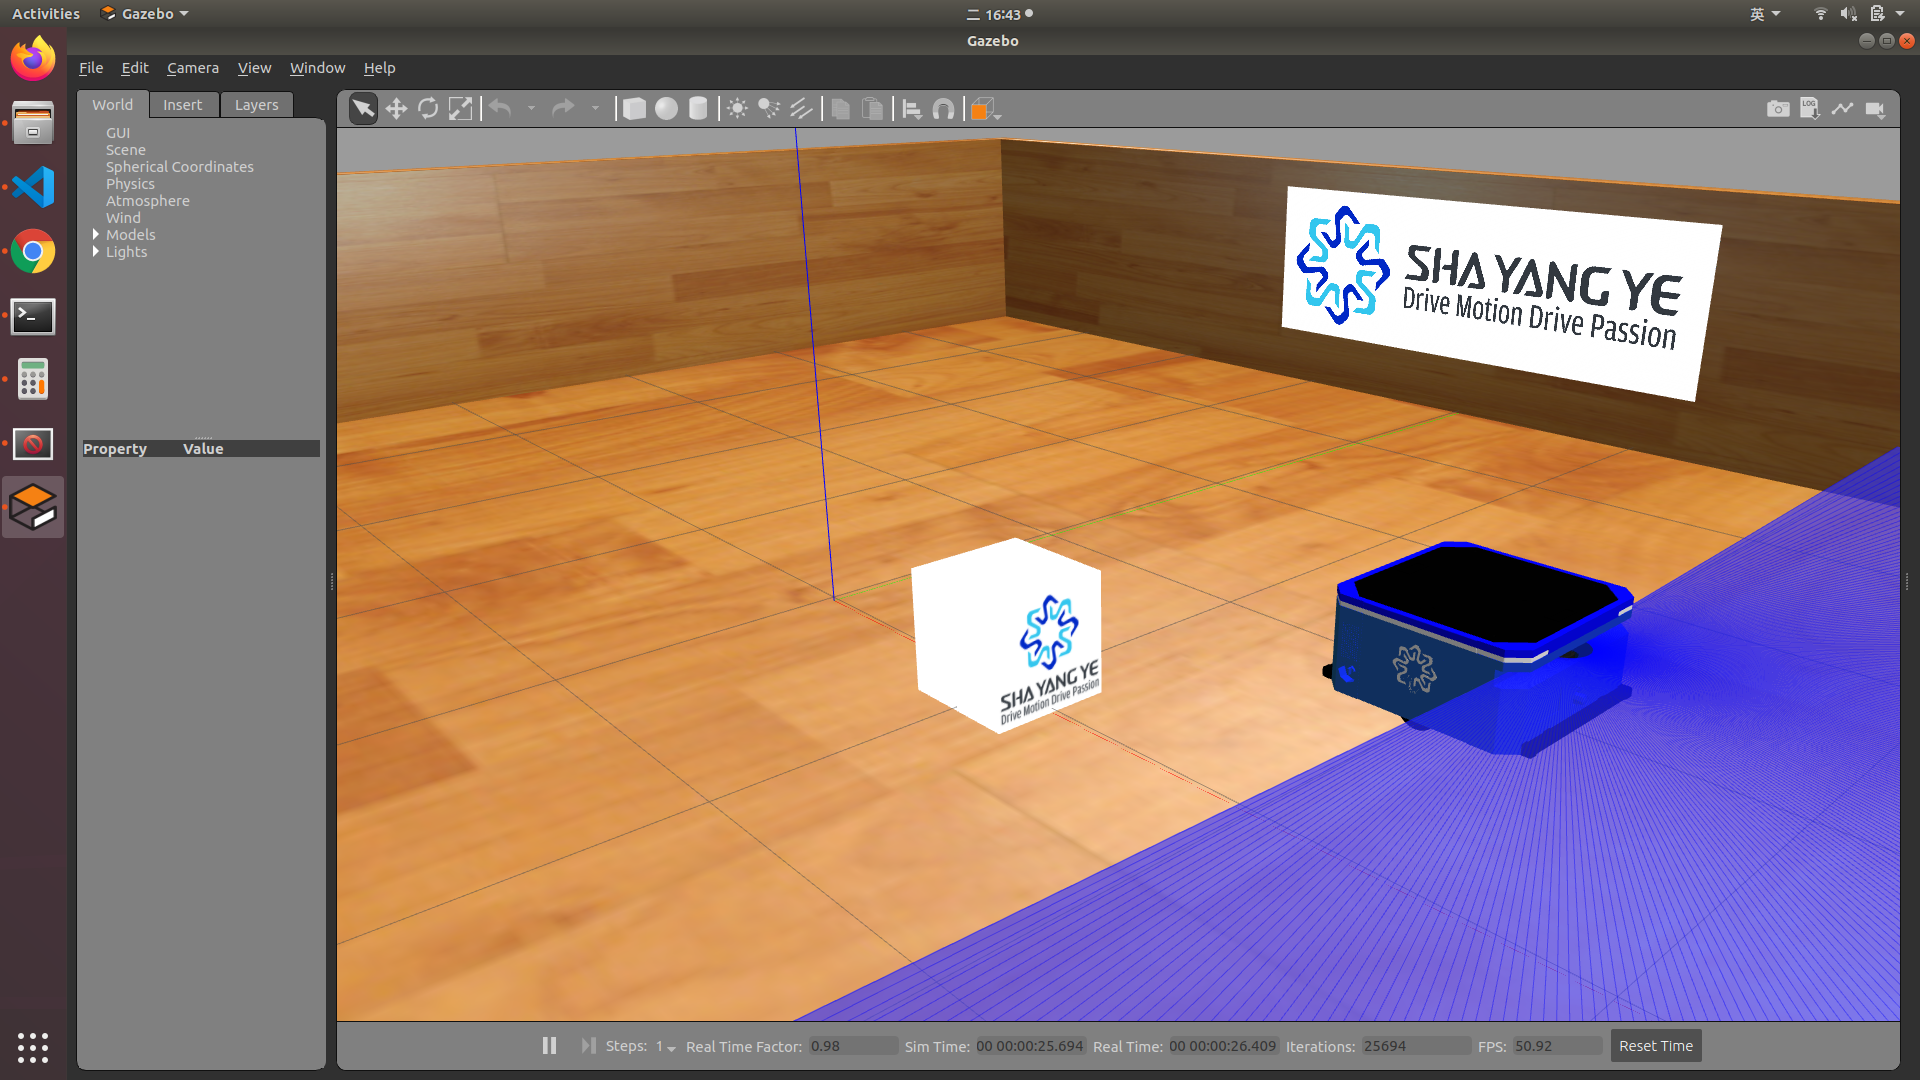 Activities
Gazebo
二 16:43
英
Gazebo
File Edit Camera View Window Help
World Insert Layers
GUI
Scene
Spherical Coordinates
Physics
Atmosphere
Wind
Models
Lights
Property Value
LOG
SHA YANG YE
Drive Motion Drive Passion
SHA YANG YE
Drive Motion Drive Passion
Steps: 1 Real Time Factor: 0.98 Sim Time: 00 00:00:25.694 Real Time: 00 00:00:26.409 Iterations: 25694 FPS: 50.92 Reset Time